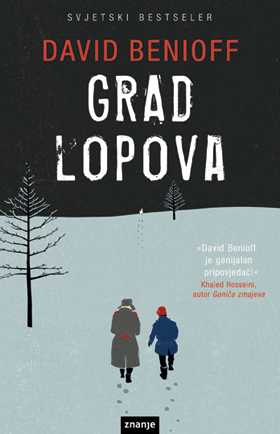 SVJETSKI BESTSELER
DAVID BENIOFF
GRAD
LOPOVA
»David Benioff
je genijalan
pripovjedač!«
Khaled Hosseini,
autor Goniča zmajeva
znanje